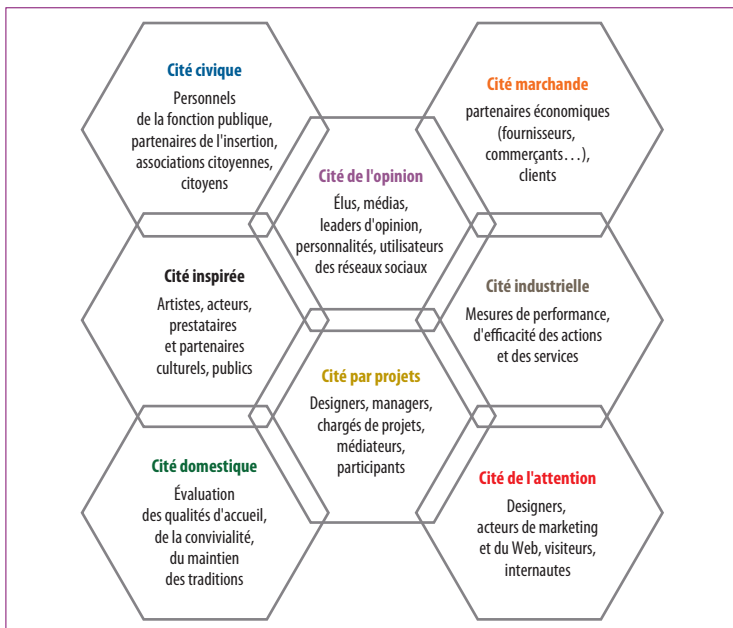 Cité civique
Personnels
de la fonction publique,
partenaires de l'insertion,
associations citoyennes,
citoyens
Cité marchande
partenaires économiques
(fournisseurs,
commerçants…),
clients
Cité de l'opinion
Élus, médias,
leaders d'opinion,
personnalités, utilisateurs
des réseaux sociaux
Cité inspirée
Artistes, acteurs,
prestataires
et partenaires
culturels, publics
Cité industrielle
Mesures de performance,
d'efficacité des actions
et des services
Cité par projets
Designers, managers,
chargés de projets,
médiateurs,
participants
Cité domestique
Évaluation
des qualités d'accueil,
de la convivialité,
du maintien
des traditions
Cité de l'attention
Designers,
acteurs de marketing
et du Web, visiteurs,
internautes